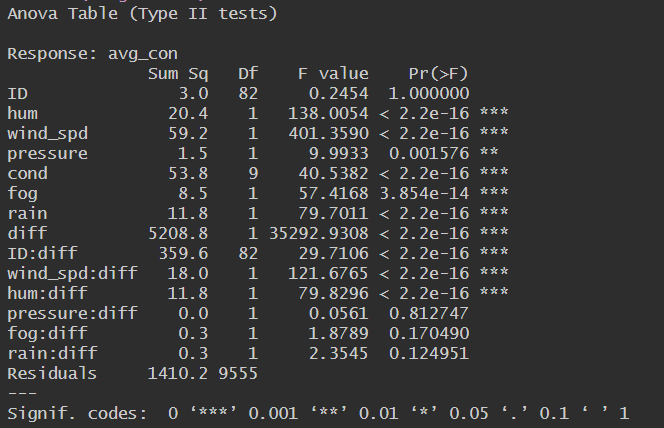 Anova Table (Type II tests)

Response: avg_con
              Sum Sq   Df    F value    Pr(>F)
ID               3.0   82     0.2454  1.000000
hum             20.4    1   138.0054 < 2.2e-16 ***
wind_spd        59.2    1   401.3590 < 2.2e-16 ***
pressure         1.5    1     9.9933  0.001576 **
cond            53.8    9    40.5382 < 2.2e-16 ***
fog              8.5    1    57.4168 3.854e-14 ***
rain            11.8    1    79.7011 < 2.2e-16 ***
diff          5208.8    1 35292.9308 < 2.2e-16 ***
ID:diff        359.6   82    29.7106 < 2.2e-16 ***
wind_spd:diff   18.0    1   121.6765 < 2.2e-16 ***
hum:diff        11.8    1    79.8296 < 2.2e-16 ***
pressure:diff    0.0    1     0.0561  0.812747
fog:diff         0.3    1     1.8789  0.170490
rain:diff        0.3    1     2.3545  0.124951
Residuals     1410.2 9555
---
Signif. codes:  0 ‘***’ 0.001 ‘**’ 0.01 ‘*’ 0.05 ‘.’ 0.1 ‘ ’ 1